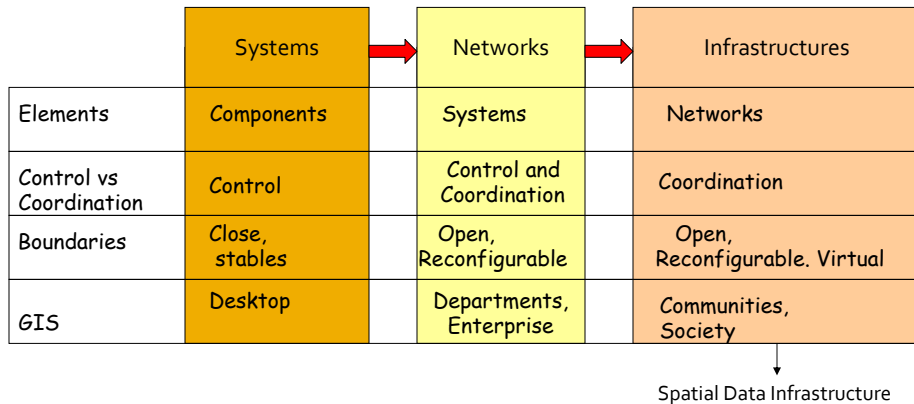 Systems
Networks
Infrastructures
Elements
Components
Systems
Networks
Control vs
Coordination
Control
Control and
Coordination
Coordination
Boundaries
Close,
stables
Open,
Reconfigurable
Open,
Reconfigurable. Virtual
GIS
Desktop
Departments,
Enterprise
Communities,
Society
Spatial Data Infrastructure